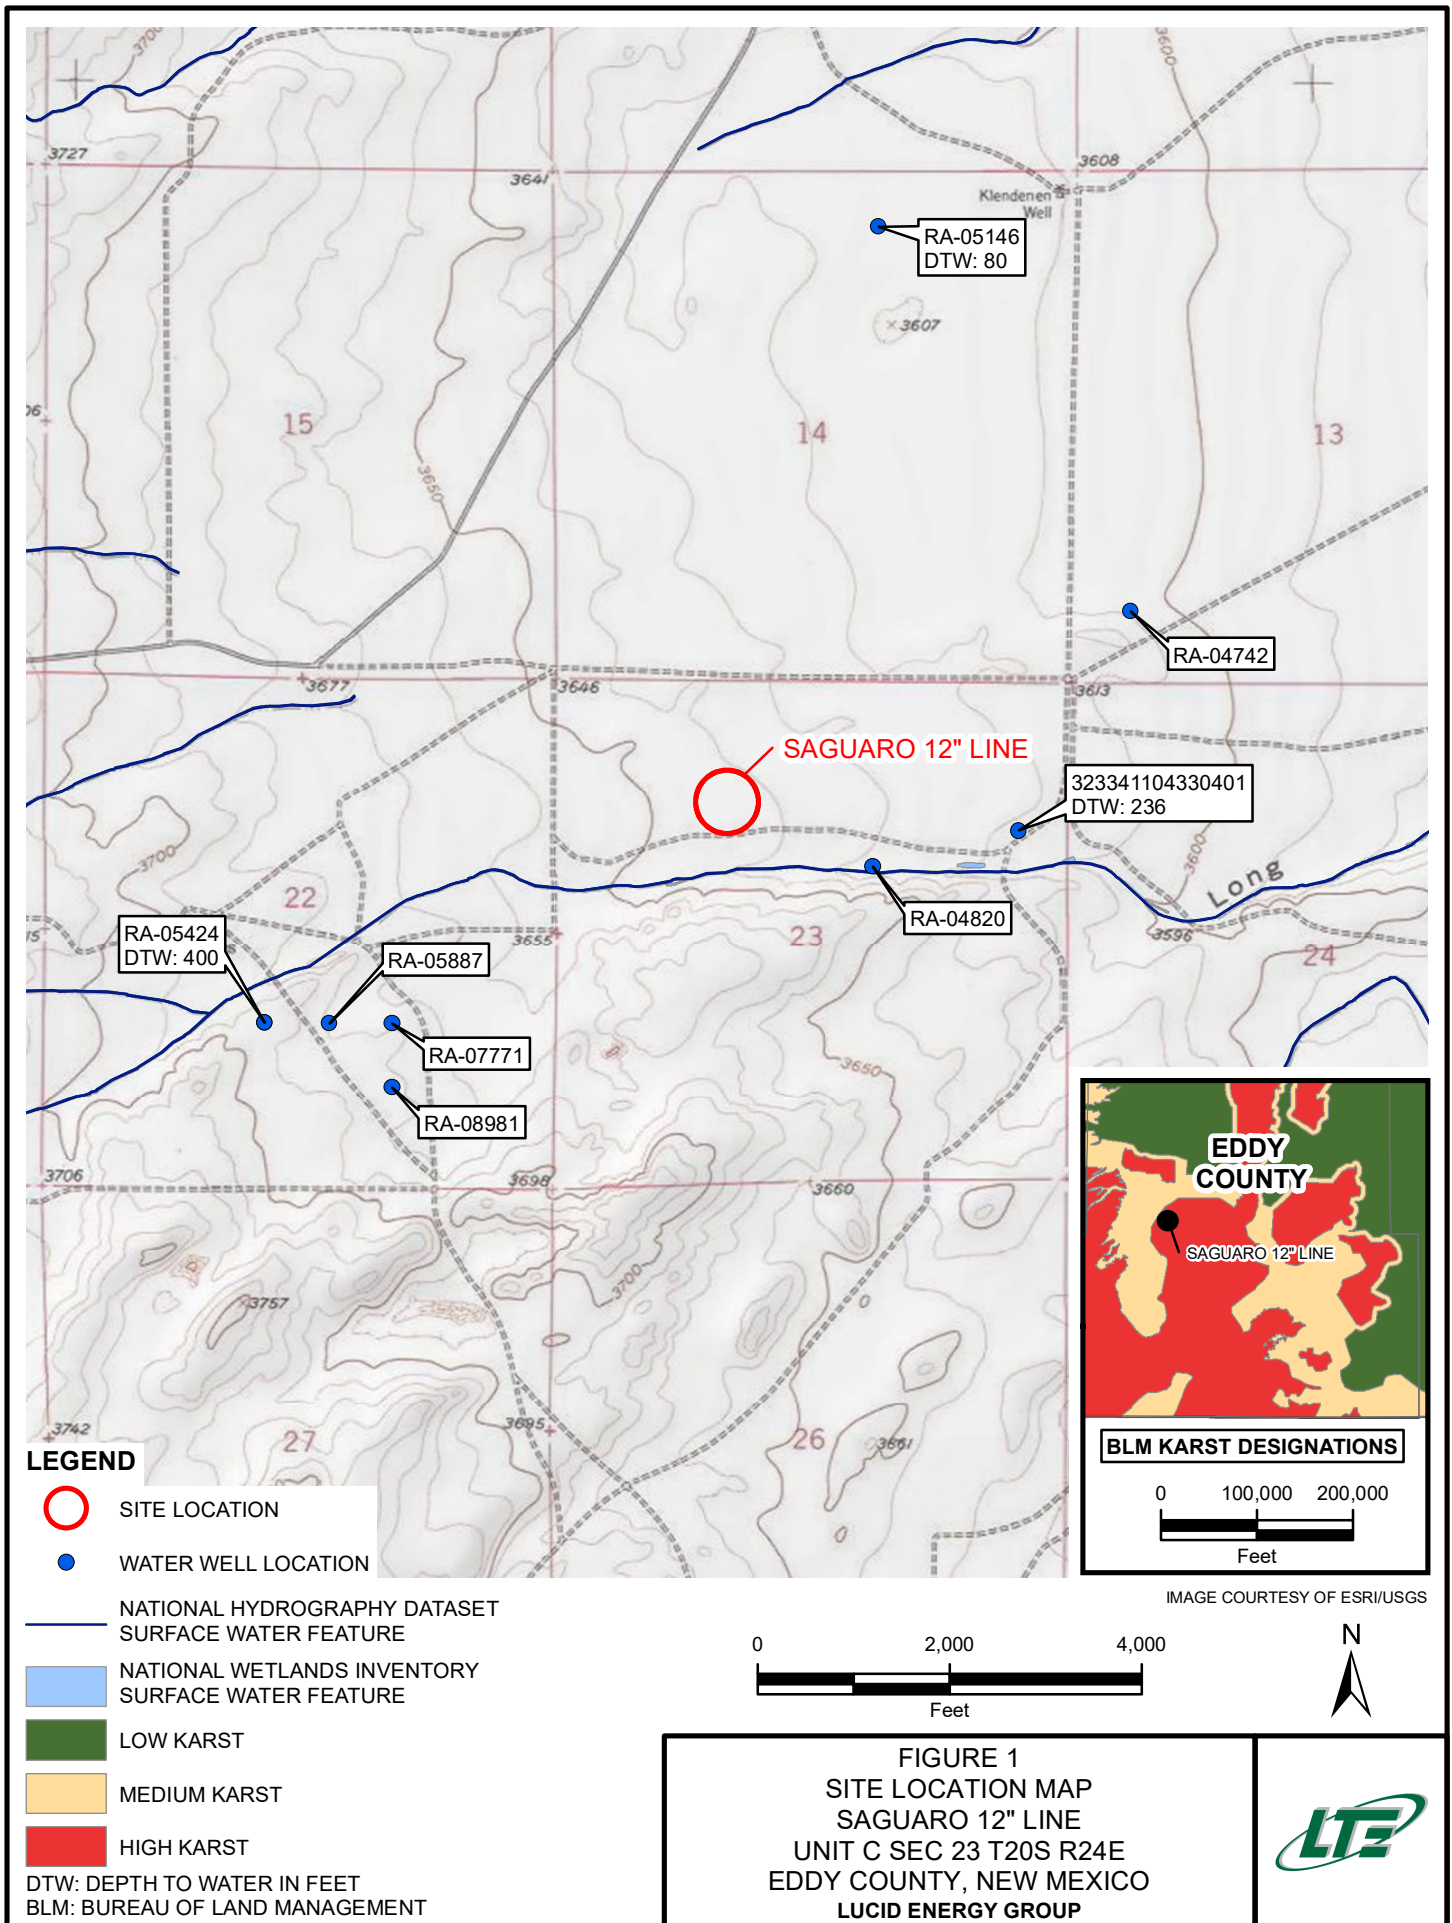 3700
3600
3727
3641
3608
Klendenen
Well
RA-05146
DTW: 80
3607
15
14
13
3650
RA-04742
3677
3646
3613
SAGUARO 12" LINE
323341104330401
DTW: 236
3700
3600
Long
22
RA-05424
DTW: 400
RA-05887
3655
23
RA-04820
3596
24
RA-07771
3650
RA-08981
3706
3698
3660
3700
3757
3742
27
3695
26
3661
EDDY
COUNTY
SAGUARO 12" LINE
BLM KARST DESIGNATIONS
0 100,000 200,000
Feet
LEGEND
SITE LOCATION
WATER WELL LOCATION
NATIONAL HYDROGRAPHY DATASET
SURFACE WATER FEATURE
NATIONAL WETLANDS INVENTORY
SURFACE WATER FEATURE
LOW KARST
MEDIUM KARST
HIGH KARST
DTW: DEPTH TO WATER IN FEET
BLM: BUREAU OF LAND MANAGEMENT
IMAGE COURTESY OF ESRI/USGS
0 2,000 4,000
Feet
N
FIGURE 1
SITE LOCATION MAP
SAGUARO 12" LINE
UNIT C SEC 23 T20S R24E
EDDY COUNTY, NEW MEXICO
LUCID ENERGY GROUP
LTE